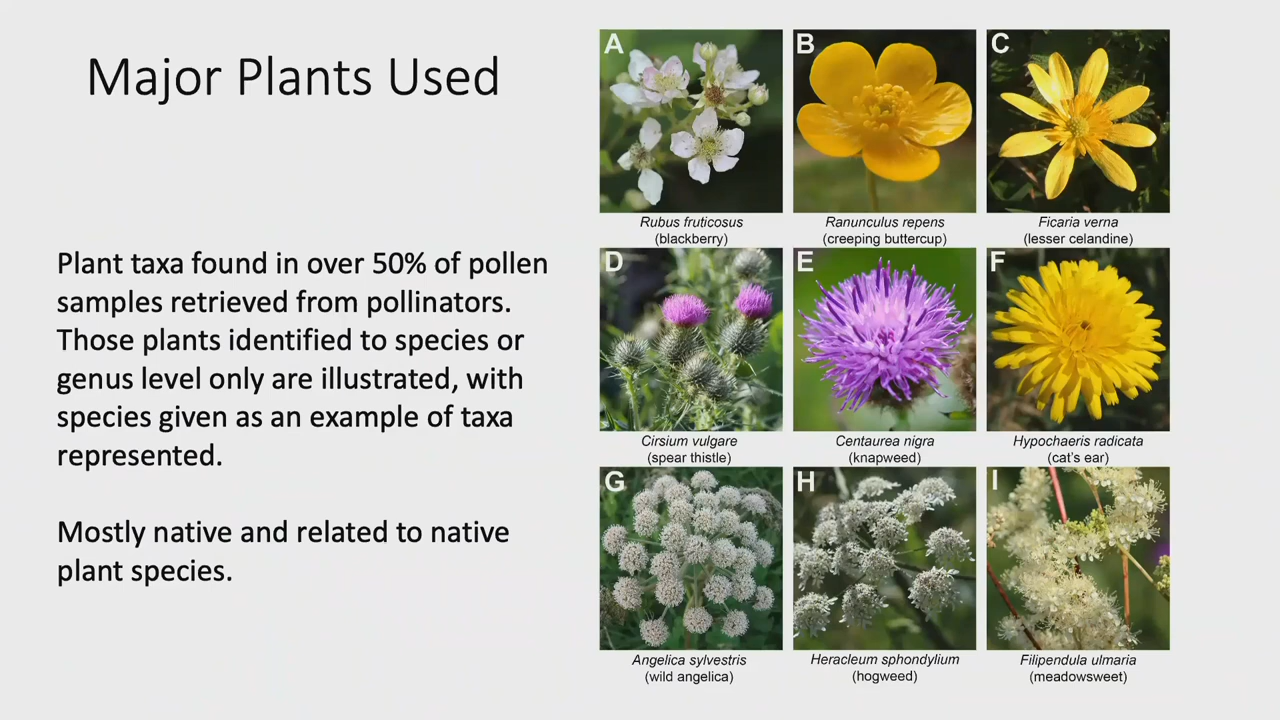 Major Plants Used
Plant taxa found in over 50% of pollen
samples retrieved from pollinators.
Those plants identified to species or
genus level only are illustrated, with
species given as an example of taxa
represented.
Mostly native and related to native
plant species.
A
B
C
Rubus fruticosus
(blackberry)
Ranunculus repens
(creeping buttercup)
Ficaria verna
(lesser celandine)
D
E
F
Cirsium vulgare
(spear thistle)
Centaurea nigra
(knapweed)
Hypochaeris radicata
(cat's ear)
G
H
I
Angelica sylvestris
(wild angelica)
Heracleum sphondylium
(hogweed)
Filipendula ulmaria
(meadowsweet)